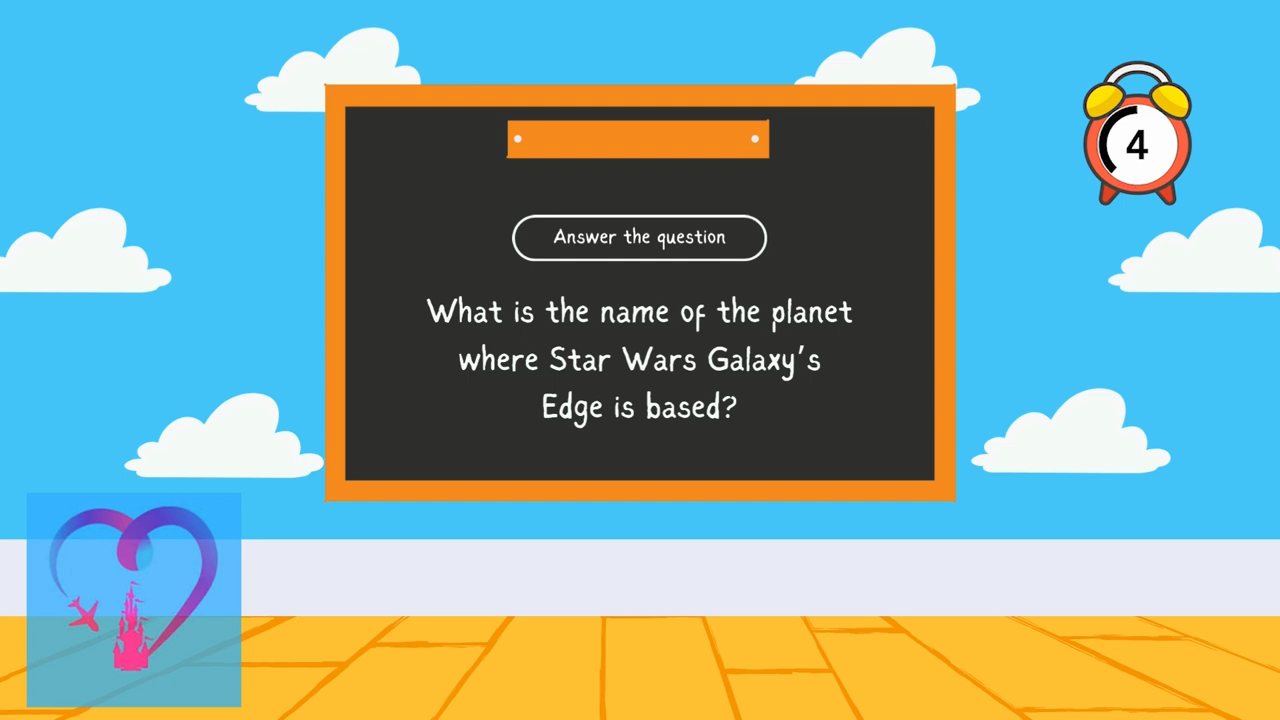 4
Answer the question
What is the name of the planet
where Star Wars Galaxy's
Edge is based?